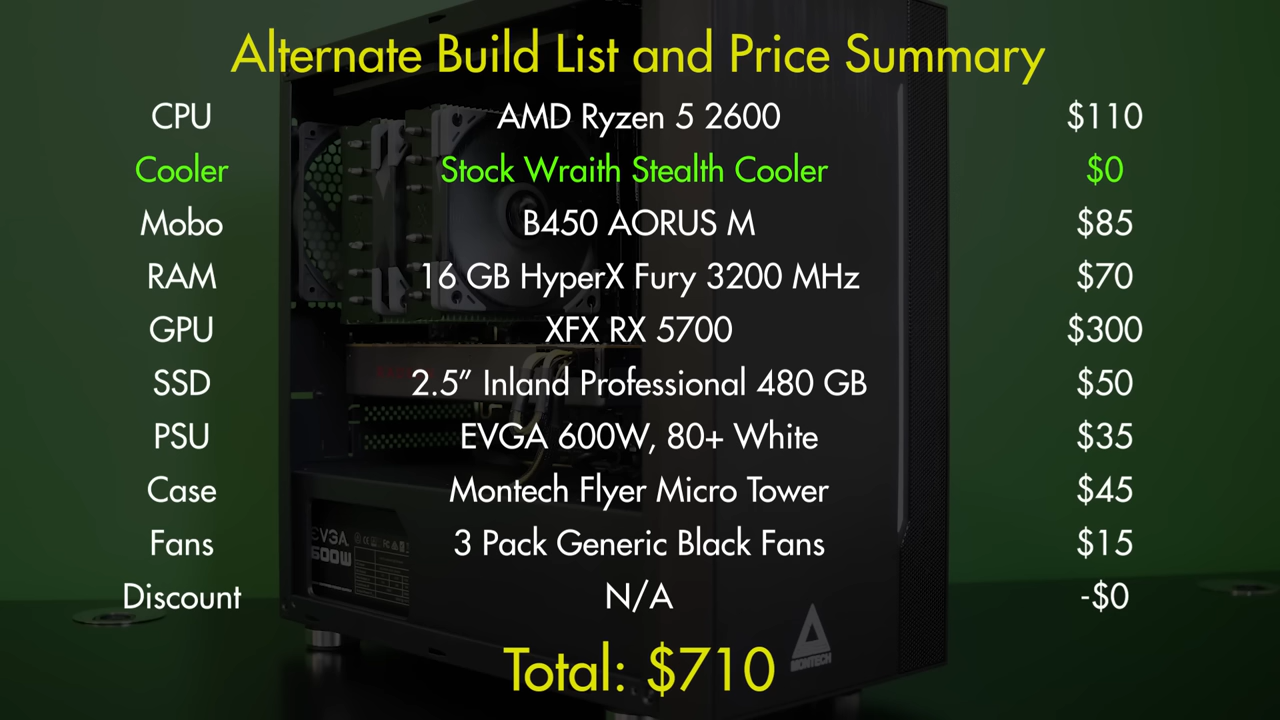 Alternate Build List and Price Summary
CPU AMD Ryzen 5 2600 $110
Cooler Stock Wraith Stealth Cooler $0
Mobo B450 AORUS M $85
RAM 16 GB HyperX Fury 3200 MHz $70
GPU XFX RX 5700 $300
SSD 2.5” Inland Professional 480 GB $50
PSU EVGA 600W, 80+ White $35
Case Montech Flyer Micro Tower $45
Fans 3 Pack Generic Black Fans $15
Discount N/A -$0
Total: $710
EVGA
600W
MONTECH